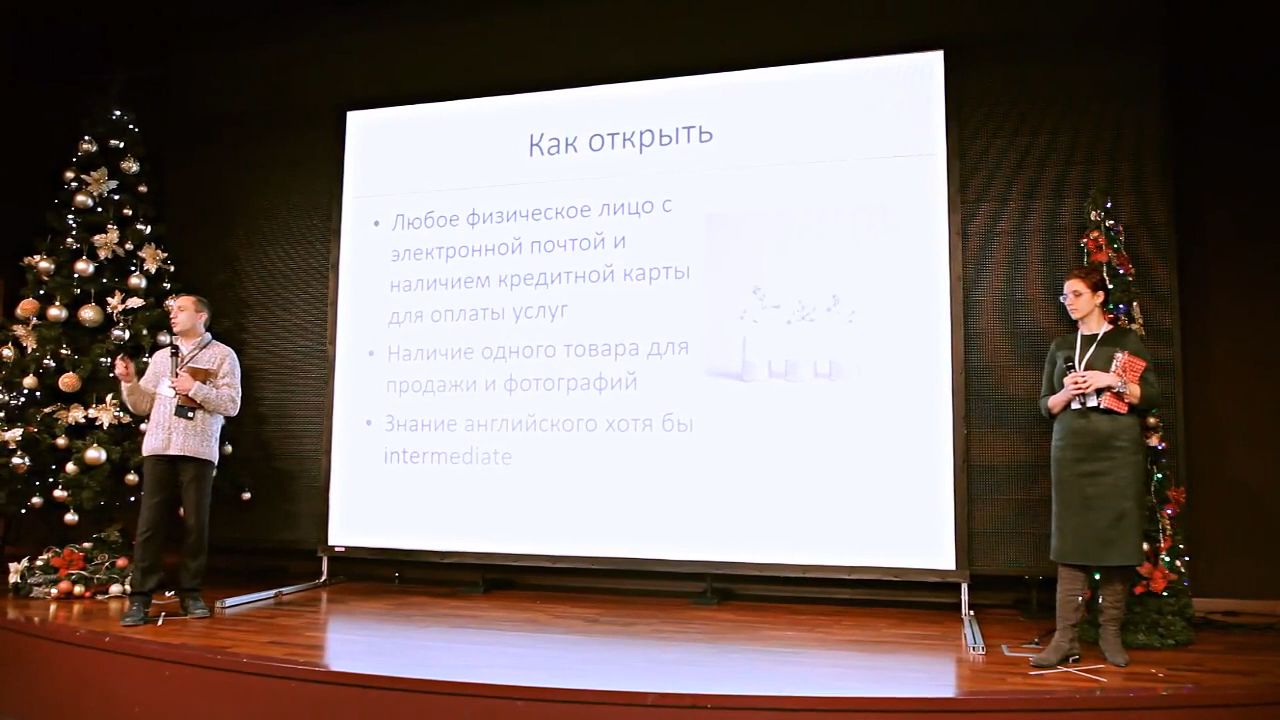 Как открыть
• Любое физическое лицо с
электронной почтой и
наличием кредитной карты
для оплаты услуг
• Наличие одного товара для
продажи и фотографий
• Знание английского хотя бы
intermediate